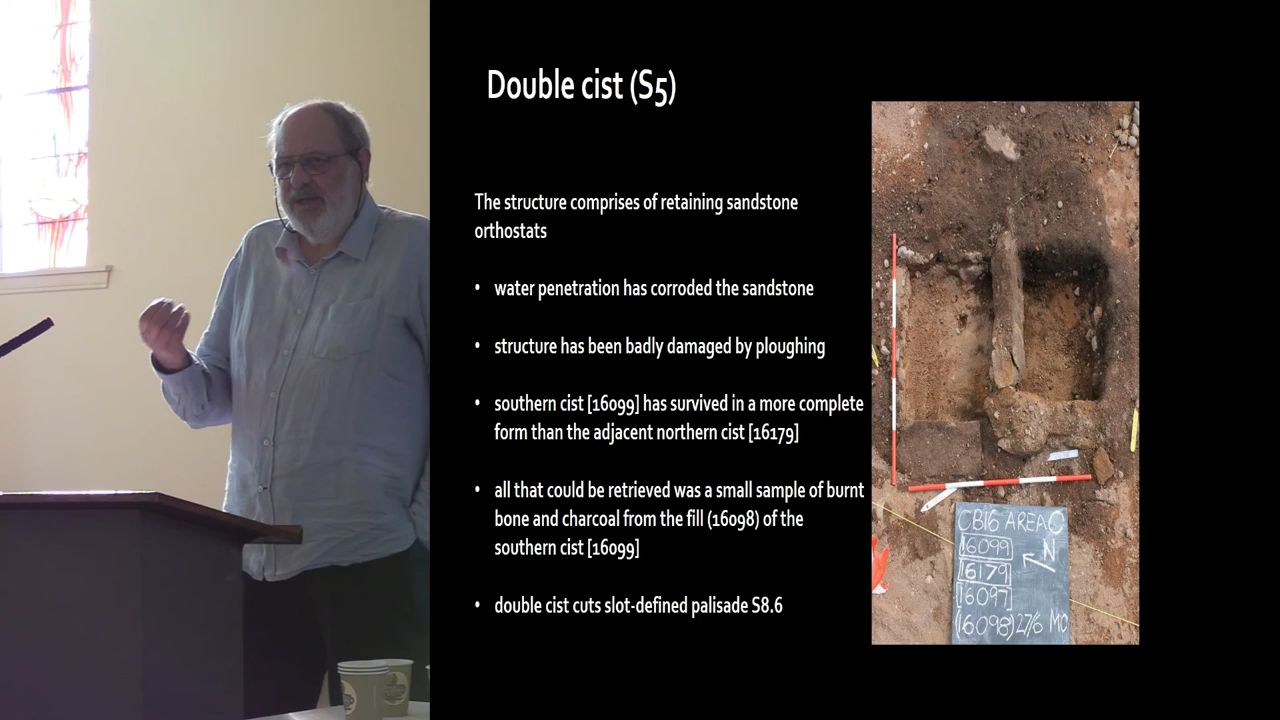 Double cist (S5)
The structure comprises of retaining sandstone
orthostats
• water penetration has corroded the sandstone
• structure has been badly damaged by ploughing
• southern cist [16099] has survived in a more complete
form than the adjacent northern cist [16179]
• all that could be retrieved was a small sample of burnt
bone and charcoal from the fill (16098) of the
southern cist [16099]
• double cist cuts slot-defined palisade S8.6
CB16 AREA C
[16099] N
[16179]
[16097]
(16098) 27/6 MC